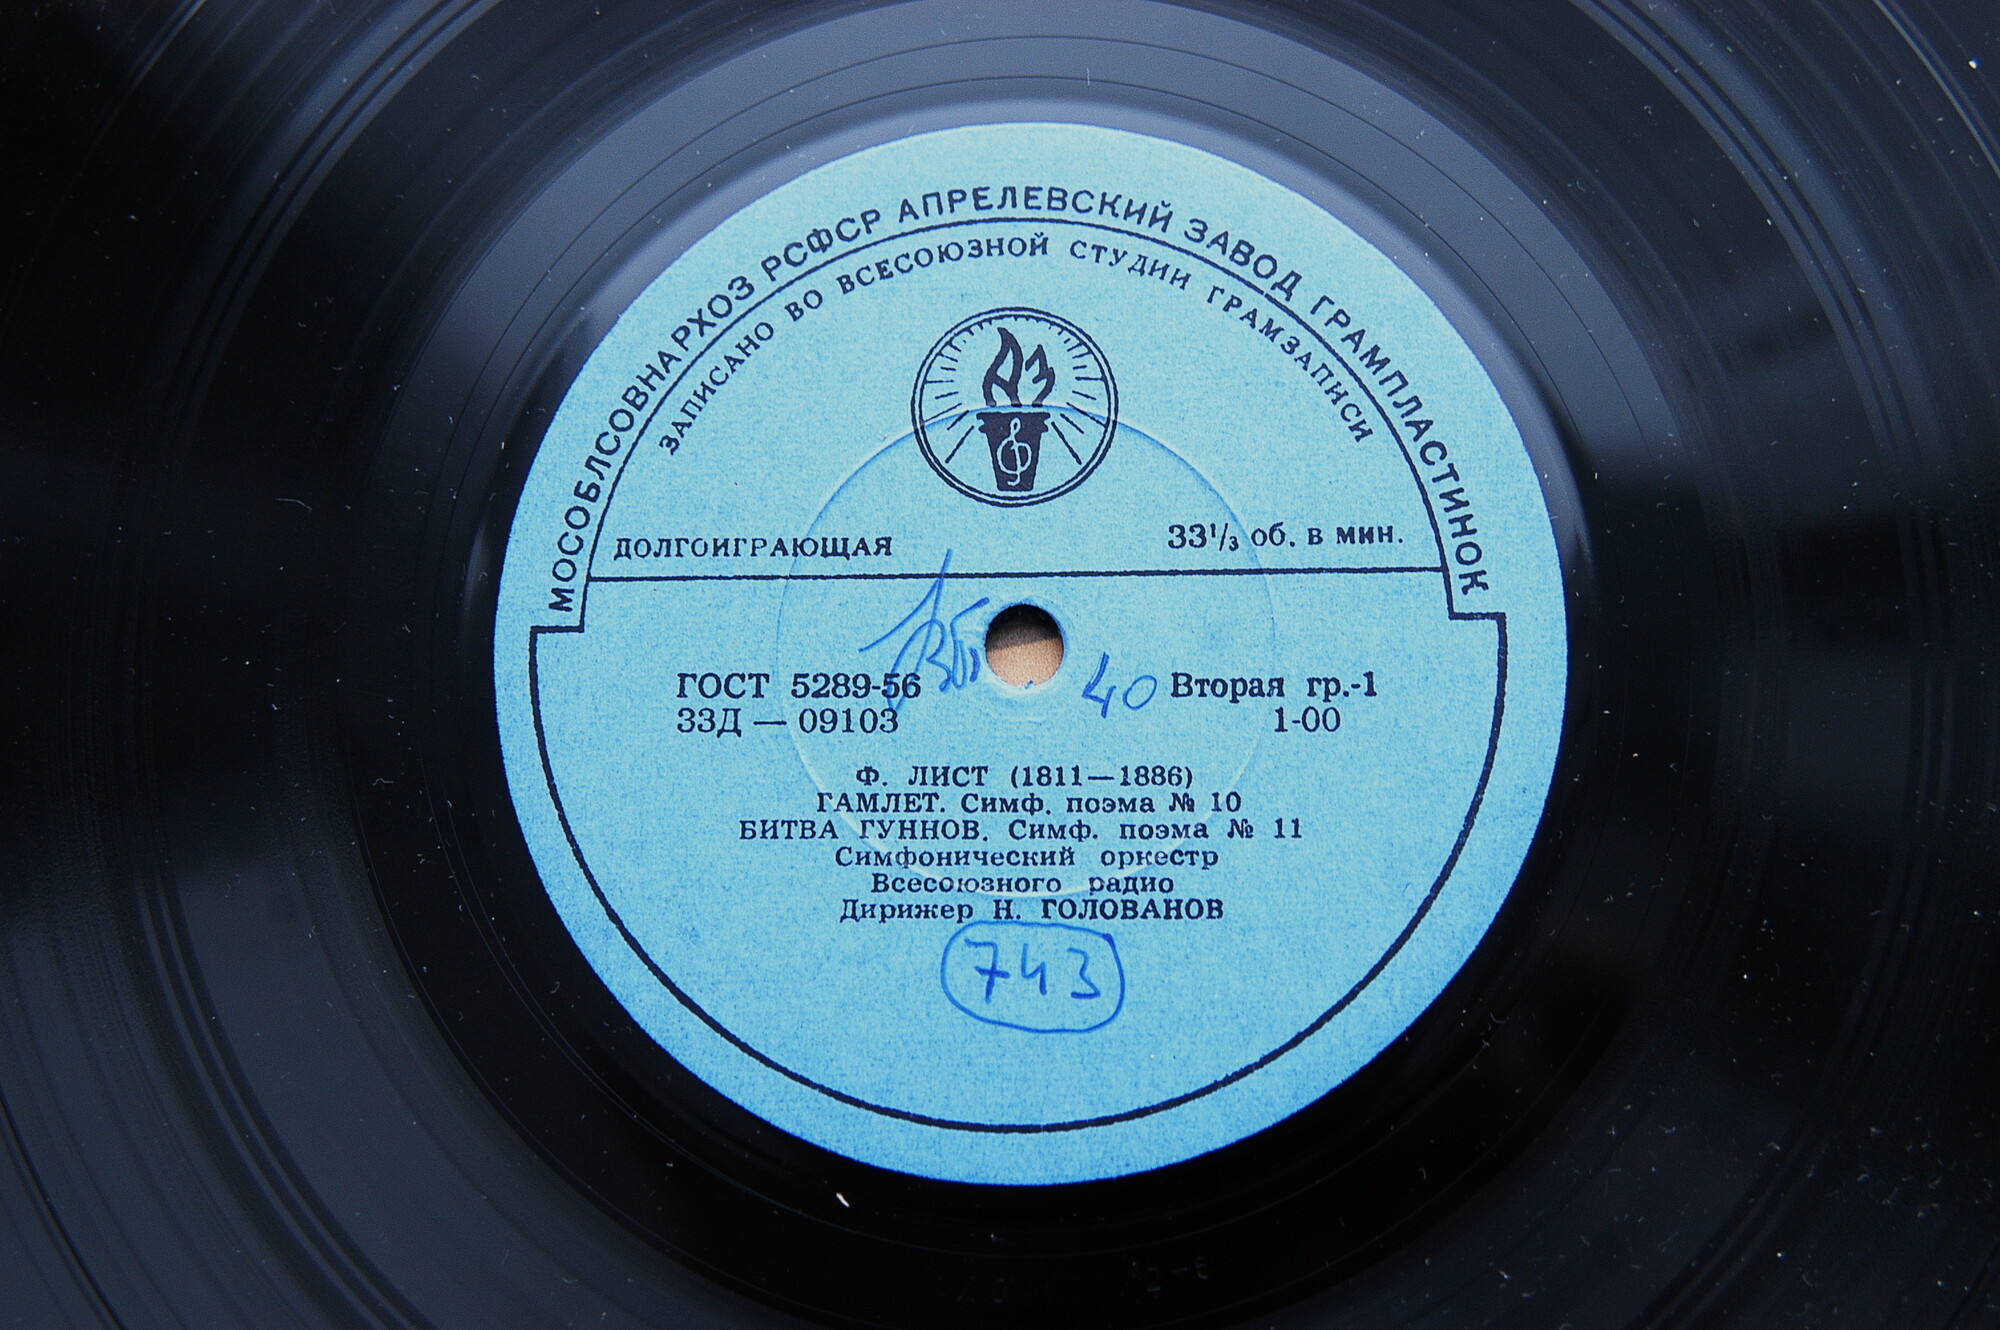 МОСОБЛСОВНАРХОЗ РСФСР АПРЕЛЕВСКИЙ ЗАВОД ГРАМПЛАСТИНОК
ЗАПИСАНО ВО ВСЕСОЮЗНОЙ СТУДИИ ГРАМЗАПИСИ
АЗ
ДОЛГОИГРАЮЩАЯ 33⅓ об. в мин.
40
ГОСТ 5289-56 Вторая гр.-1
33Д — 09103 1-00
Ф. ЛИСТ (1811—1886)
ГАМЛЕТ. Симф. поэма № 10
БИТВА ГУННОВ. Симф. поэма № 11
Симфонический оркестр
Всесоюзного радио
Дирижер Н. ГОЛОВАНОВ
743